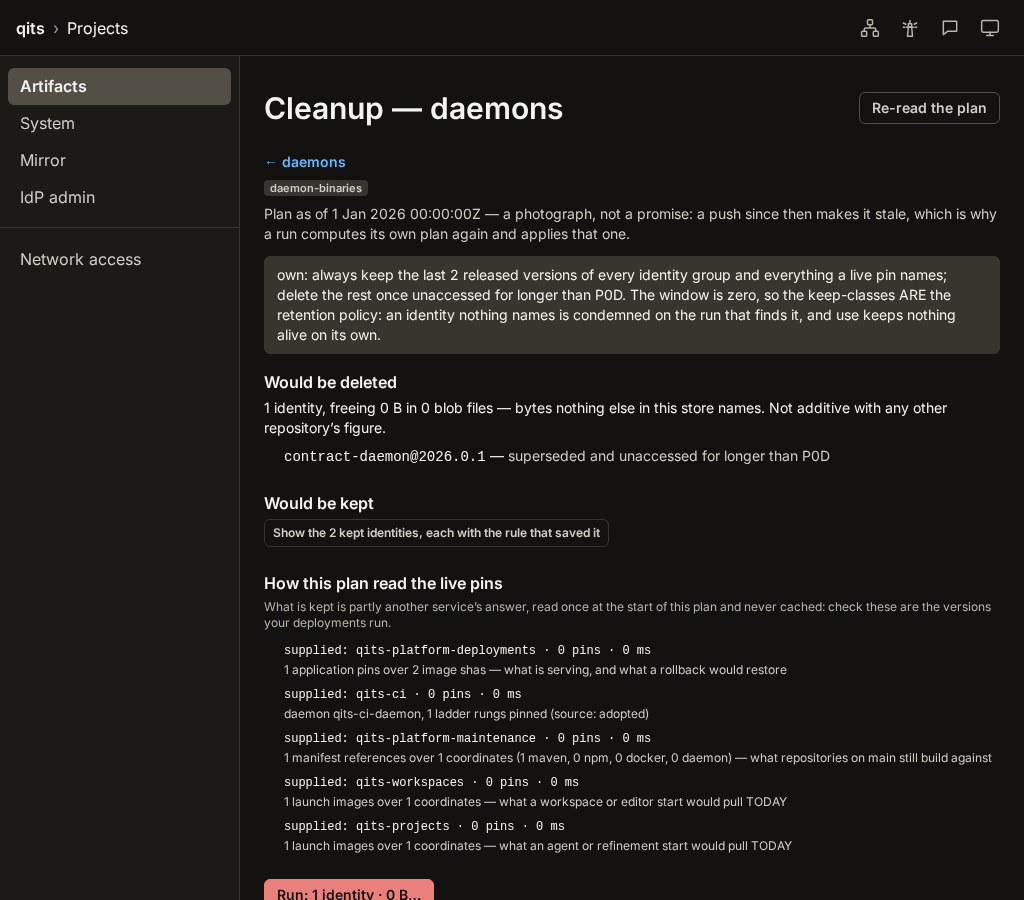 qits › Projects
Artifacts
System
Mirror
IdP admin
Network access
Cleanup — daemons
Re-read the plan
← daemons
daemon-binaries
Plan as of 1 Jan 2026 00:00:00Z — a photograph, not a promise: a push since then makes it stale, which is why
a run computes its own plan again and applies that one.
own: always keep the last 2 released versions of every identity group and everything a live pin names;
delete the rest once unaccessed for longer than P0D. The window is zero, so the keep-classes ARE the
retention policy: an identity nothing names is condemned on the run that finds it, and use keeps nothing
alive on its own.
Would be deleted
1 identity, freeing 0 B in 0 blob files — bytes nothing else in this store names. Not additive with any other
repository’s figure.
contract-daemon@2026.0.1 — superseded and unaccessed for longer than P0D
Would be kept
Show the 2 kept identities, each with the rule that saved it
How this plan read the live pins
What is kept is partly another service’s answer, read once at the start of this plan and never cached: check these are the versions
your deployments run.
supplied: qits-platform-deployments · 0 pins · 0 ms
1 application pins over 2 image shas — what is serving, and what a rollback would restore
supplied: qits-ci · 0 pins · 0 ms
daemon qits-ci-daemon, 1 ladder rungs pinned (source: adopted)
supplied: qits-platform-maintenance · 0 pins · 0 ms
1 manifest references over 1 coordinates (1 maven, 0 npm, 0 docker, 0 daemon) — what repositories on main still build against
supplied: qits-workspaces · 0 pins · 0 ms
1 launch images over 1 coordinates — what a workspace or editor start would pull TODAY
supplied: qits-projects · 0 pins · 0 ms
1 launch images over 1 coordinates — what an agent or refinement start would pull TODAY
Run: 1 identity · 0 B…